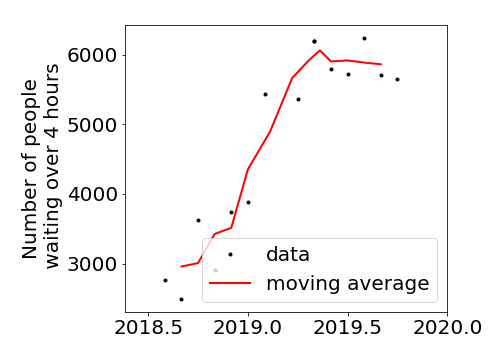 Number of people
waiting over 4 hours
6000
5000
4000
3000
data
moving average
2018.5 2019.0 2019.5 2020.0